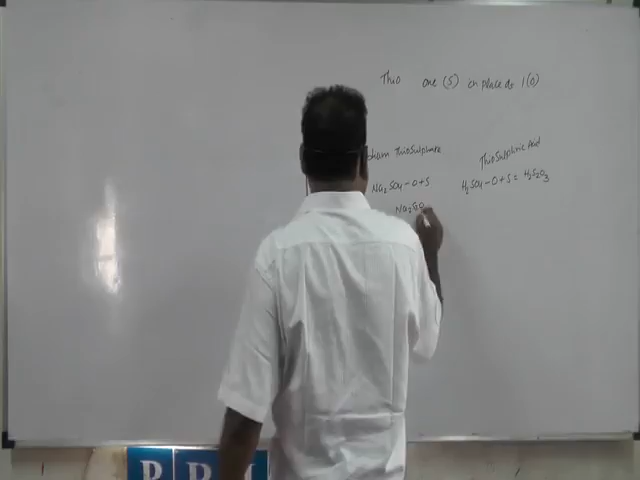 Thio one (S) in place of 1(O)
Thiosulphuric Acid
Thiosulphate
Na2SO4-O+S
H2SO4-O+S = H2S2O3
Na2S2O